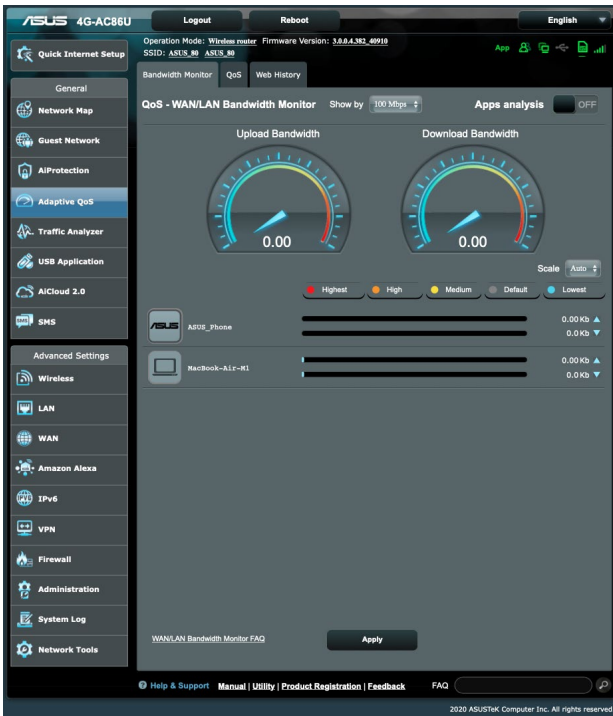 ASUS 4G-AC86U Logout Reboot English
Quick Internet Setup
Operation Mode: Wireless router Firmware Version: 3.0.0.4.382_40910
SSID: ASUS_80 ASUS_80
App
Bandwidth Monitor QoS Web History
General
Network Map
Guest Network
AiProtection
Adaptive QoS
Traffic Analyzer
USB Application
AiCloud 2.0
SMS SMS
Advanced Settings
Wireless
LAN
WAN
Amazon Alexa
IPv6 IPv6
VPN
Firewall
Administration
System Log
Network Tools
QoS - WAN/LAN Bandwidth Monitor Show by 100 Mbps Apps analysis OFF
Upload Bandwidth Download Bandwidth
0.00 0.00
Scale Auto
Highest High Medium Default Lowest
ASUS ASUS_Phone 0.00 Kb
0.0 Kb
MacBook-Air-M1 0.00 Kb
0.0 Kb
WAN/LAN Bandwidth Monitor FAQ Apply
Help & Support Manual | Utility | Product Registration | Feedback FAQ
2020 ASUSTeK Computer Inc. All rights reserved